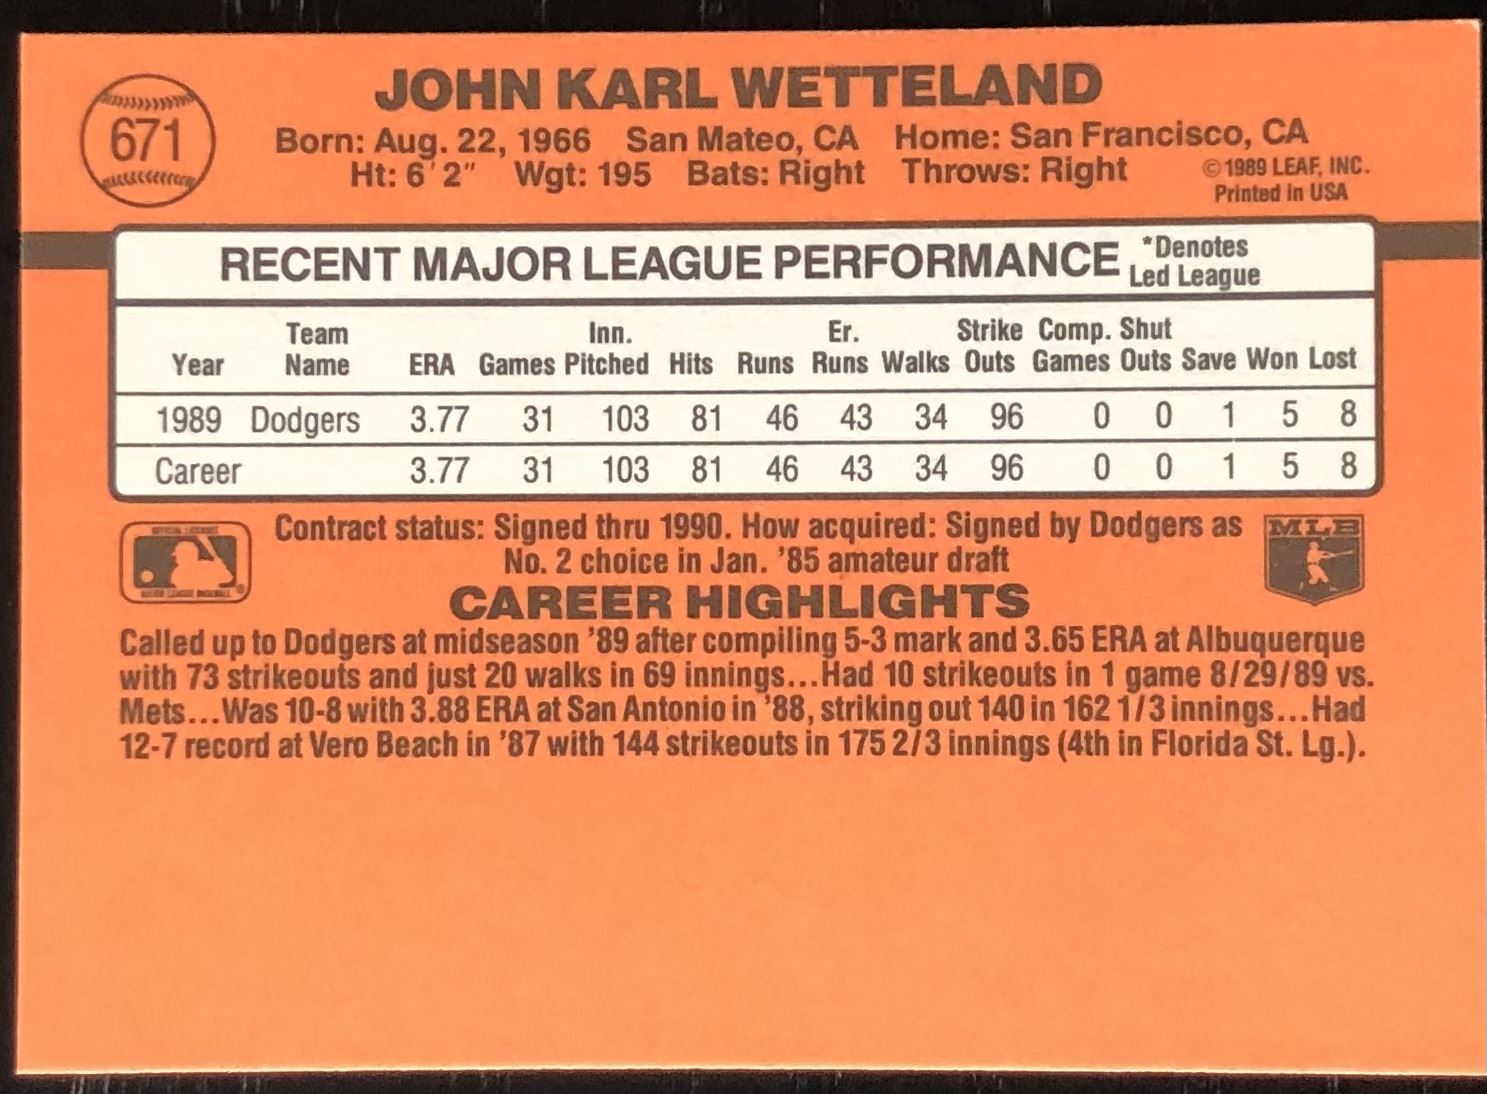 JOHN KARL WETTELAND
671
Born: Aug. 22, 1966 San Mateo, CA Home: San Francisco, CA
Ht: 6'2" Wgt: 195 Bats: Right Throws: Right
©1989 LEAF, INC.
Printed in USA
RECENT MAJOR LEAGUE PERFORMANCE *Denotes
Led League
Team Inn. Er. Strike Comp. Shut
Year Name ERA Games Pitched Hits Runs Runs Walks Outs Games Outs Save Won Lost
1989 Dodgers 3.77 31 103 81 46 43 34 96 0 0 1 5 8
Career 3.77 31 103 81 46 43 34 96 0 0 1 5 8
Contract status: Signed thru 1990. How acquired: Signed by Dodgers as
No. 2 choice in Jan. '85 amateur draft
MLB
CAREER HIGHLIGHTS
Called up to Dodgers at midseason '89 after compiling 5-3 mark and 3.65 ERA at Albuquerque
with 73 strikeouts and just 20 walks in 69 innings...Had 10 strikeouts in 1 game 8/29/89 vs.
Mets...Was 10-8 with 3.88 ERA at San Antonio in '88, striking out 140 in 162 1/3 innings...Had
12-7 record at Vero Beach in '87 with 144 strikeouts in 175 2/3 innings (4th in Florida St. Lg.).